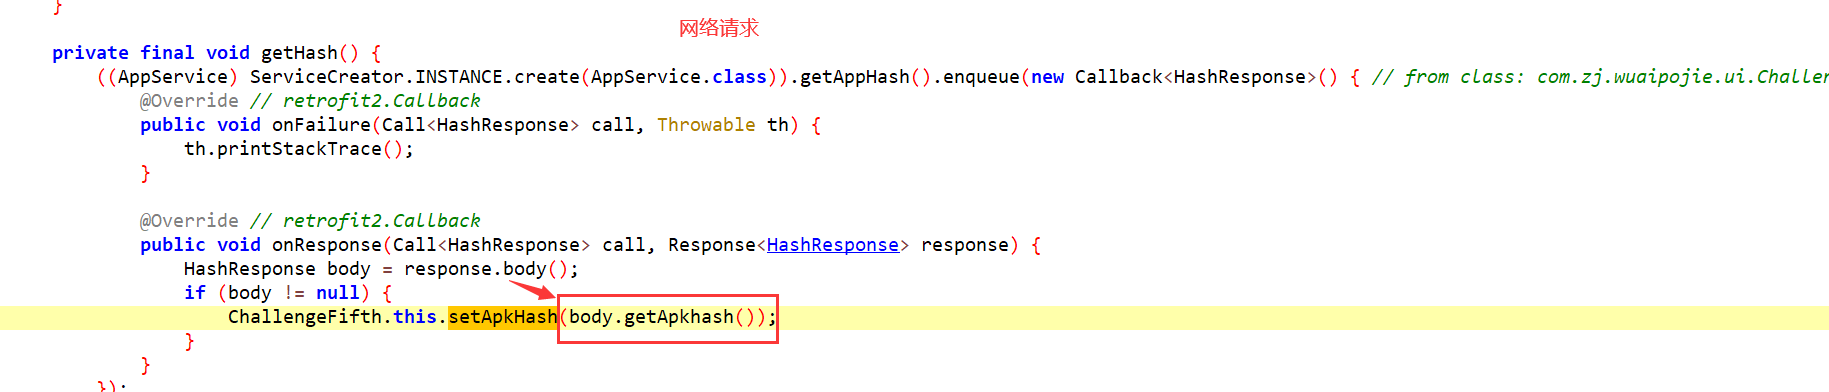 }
网络请求
private final void getHash() {
((AppService) ServiceCreator.INSTANCE.create(AppService.class)).getAppHash().enqueue(new Callback<HashResponse>() { // from class: com.zj.wuaipojie.ui.Challen
@Override // retrofit2.Callback
public void onFailure(Call<HashResponse> call, Throwable th) {
th.printStackTrace();
}
@Override // retrofit2.Callback
public void onResponse(Call<HashResponse> call, Response<HashResponse> response) {
HashResponse body = response.body();
if (body != null) {
ChallengeFifth.this.setApkHash(body.getApkhash());
}
}
});